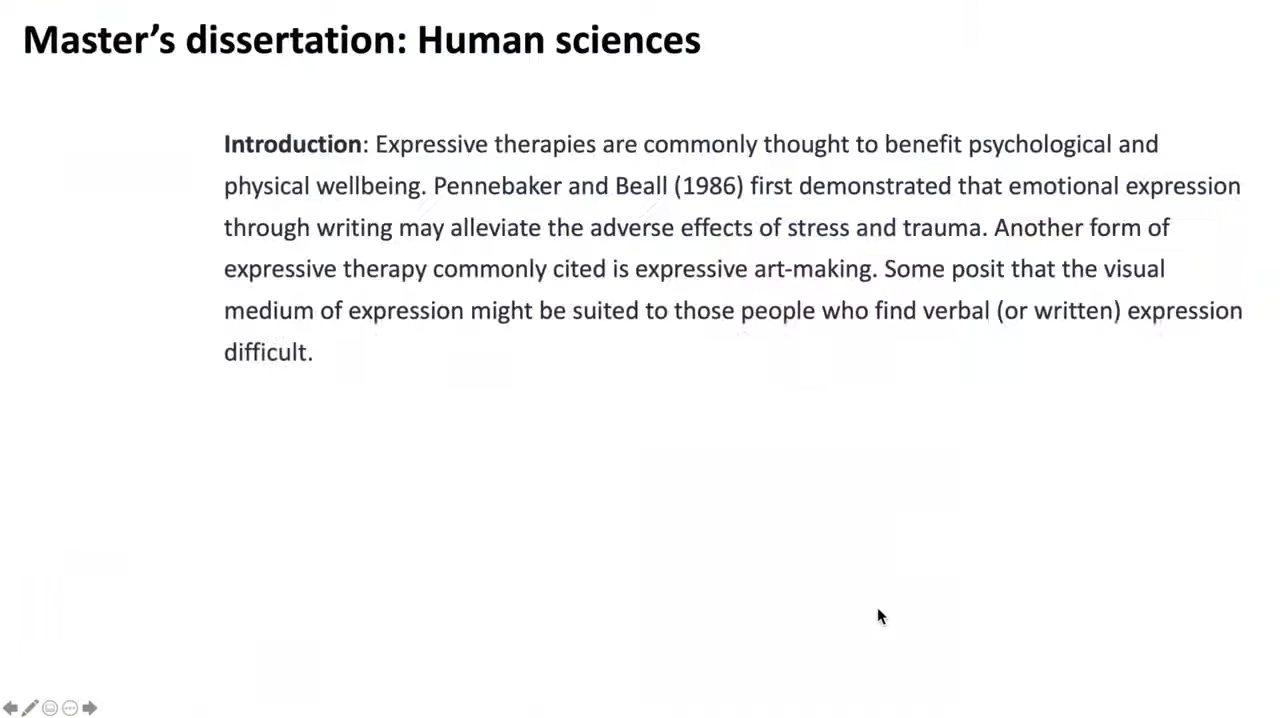 Master’s dissertation: Human sciences
Introduction: Expressive therapies are commonly thought to benefit psychological and
physical wellbeing. Pennebaker and Beall (1986) first demonstrated that emotional expression
through writing may alleviate the adverse effects of stress and trauma. Another form of
expressive therapy commonly cited is expressive art-making. Some posit that the visual
medium of expression might be suited to those people who find verbal (or written) expression
difficult.